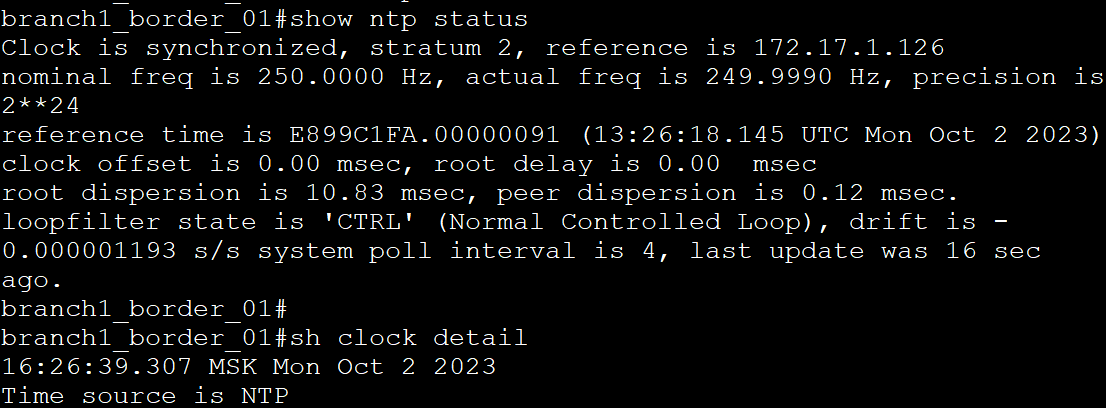 branch1_border_01#show ntp status
Clock is synchronized, stratum 2, reference is 172.17.1.126
nominal freq is 250.0000 Hz, actual freq is 249.9990 Hz, precision is
2**24
reference time is E899C1FA.00000091 (13:26:18.145 UTC Mon Oct 2 2023)
clock offset is 0.00 msec, root delay is 0.00  msec
root dispersion is 10.83 msec, peer dispersion is 0.12 msec.
loopfilter state is 'CTRL' (Normal Controlled Loop), drift is -
0.000001193 s/s system poll interval is 4, last update was 16 sec
ago.
branch1_border_01#
branch1_border_01#sh clock detail
16:26:39.307 MSK Mon Oct 2 2023
Time source is NTP